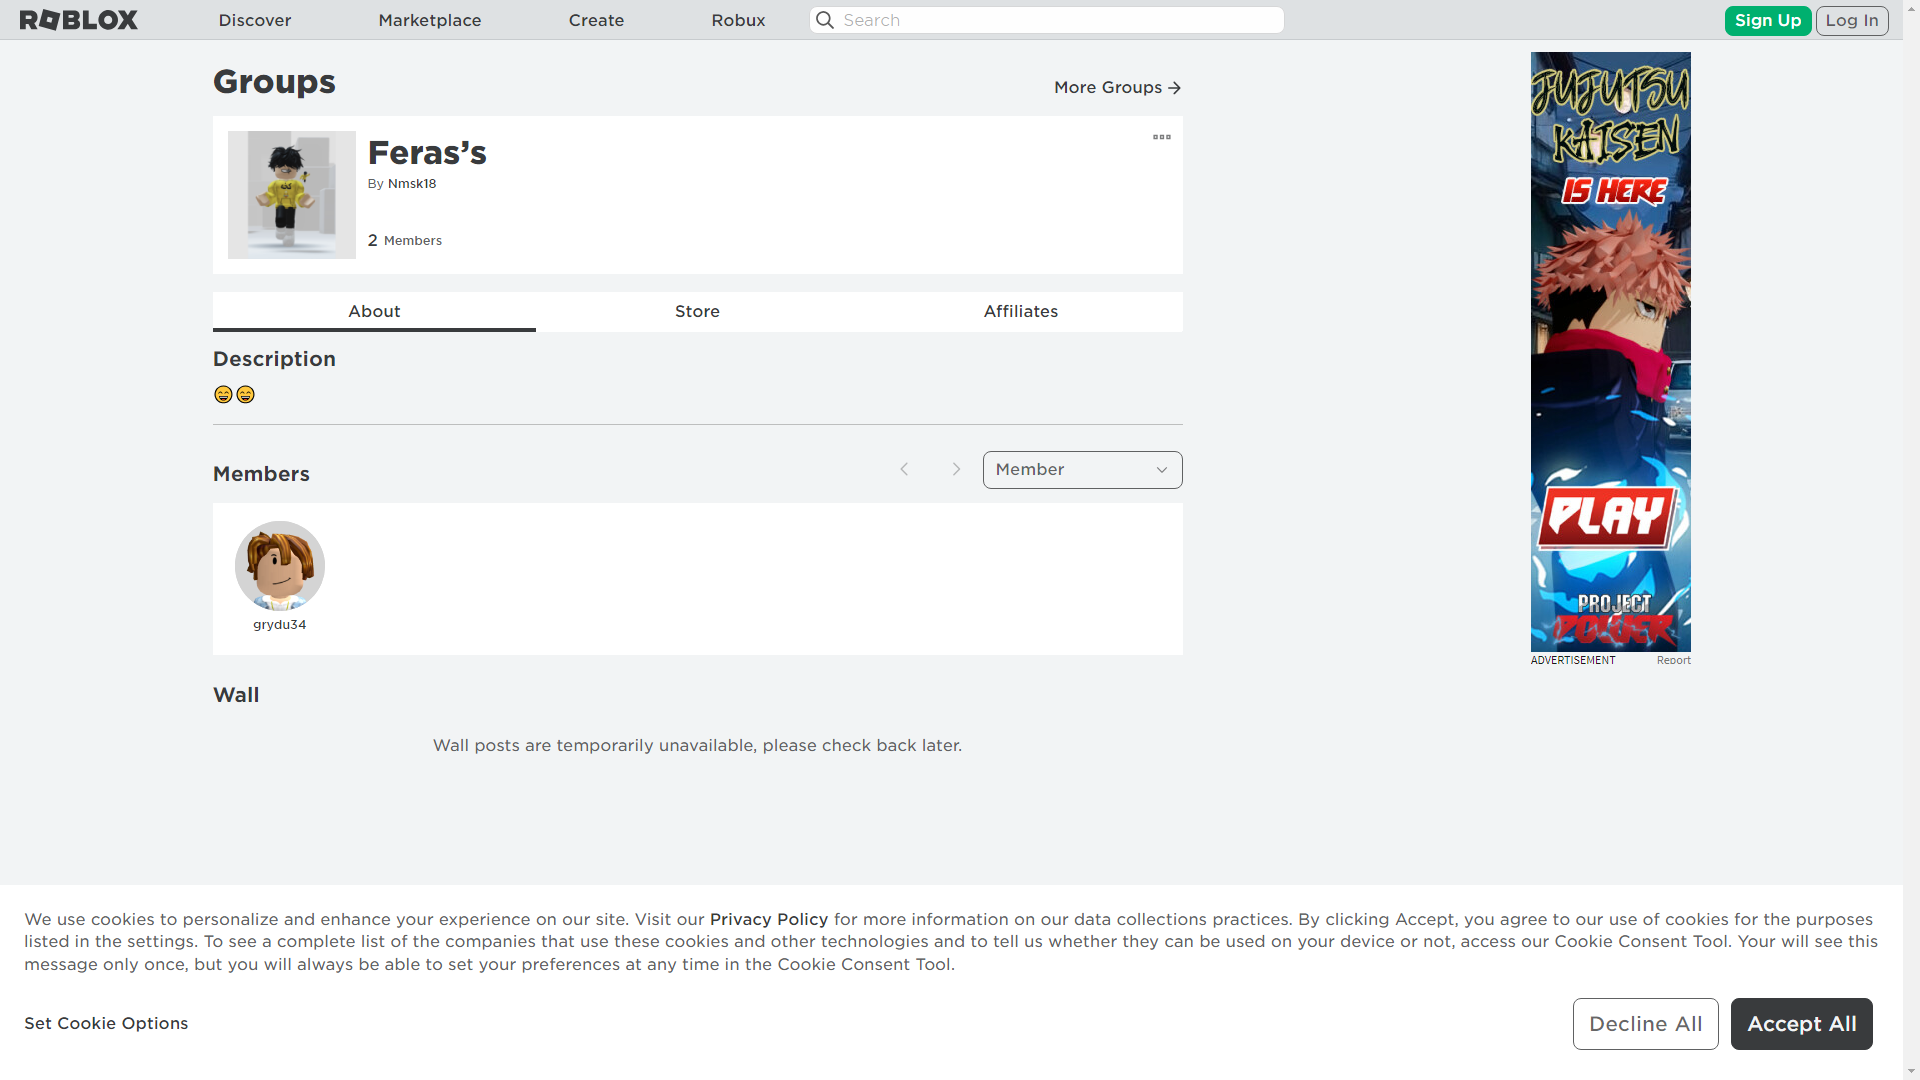 ROBLOX
Discover
Marketplace
Create
Robux
Search
Sign Up
Log In
Groups
More Groups
Feras’s
By Nmsk18
2 Members
About
Store
Affiliates
Description
😄😄
Members
Member
grydu34
Wall
Wall posts are temporarily unavailable, please check back later.
JUJUTSU
KAISEN
IS HERE
PLAY
PROJECT
POWER
ADVERTISEMENT
Report
We use cookies to personalize and enhance your experience on our site. Visit our Privacy Policy for more information on our data collections practices. By clicking Accept, you agree to our use of cookies for the purposes
listed in the settings. To see a complete list of the companies that use these cookies and other technologies and to tell us whether they can be used on your device or not, access our Cookie Consent Tool. Your will see this
message only once, but you will always be able to set your preferences at any time in the Cookie Consent Tool.
Set Cookie Options
Decline All
Accept All